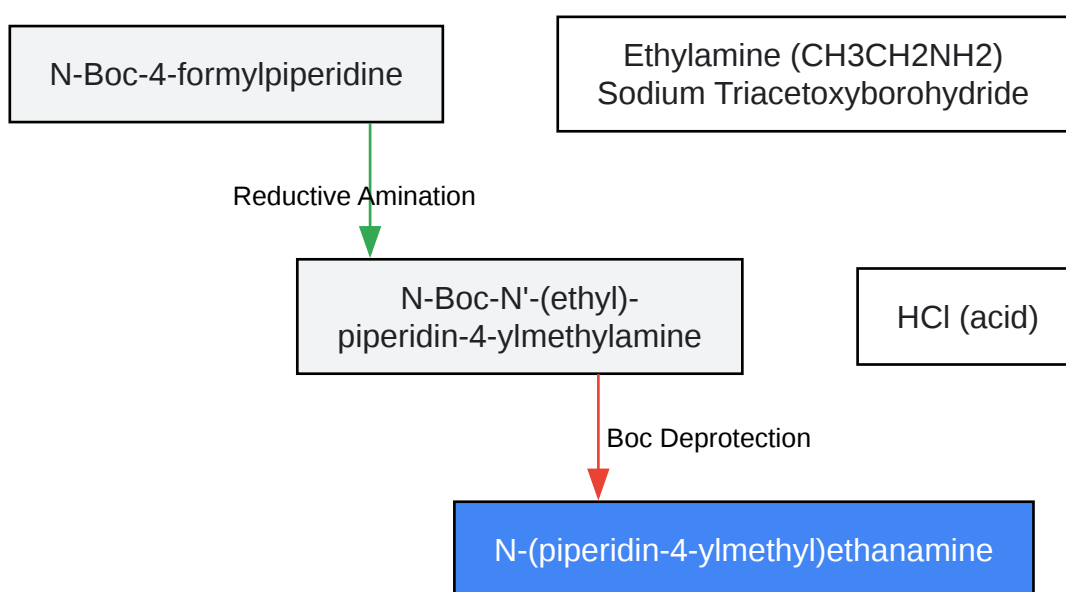 N-Boc-4-formylpiperidine
Ethylamine (CH3CH2NH2)
Sodium Triacetoxyborohydride
Reductive Amination
N-Boc-N'-(ethyl)-
piperidin-4-ylmethylamine
HCl (acid)
Boc Deprotection
N-(piperidin-4-ylmethyl)ethanamine